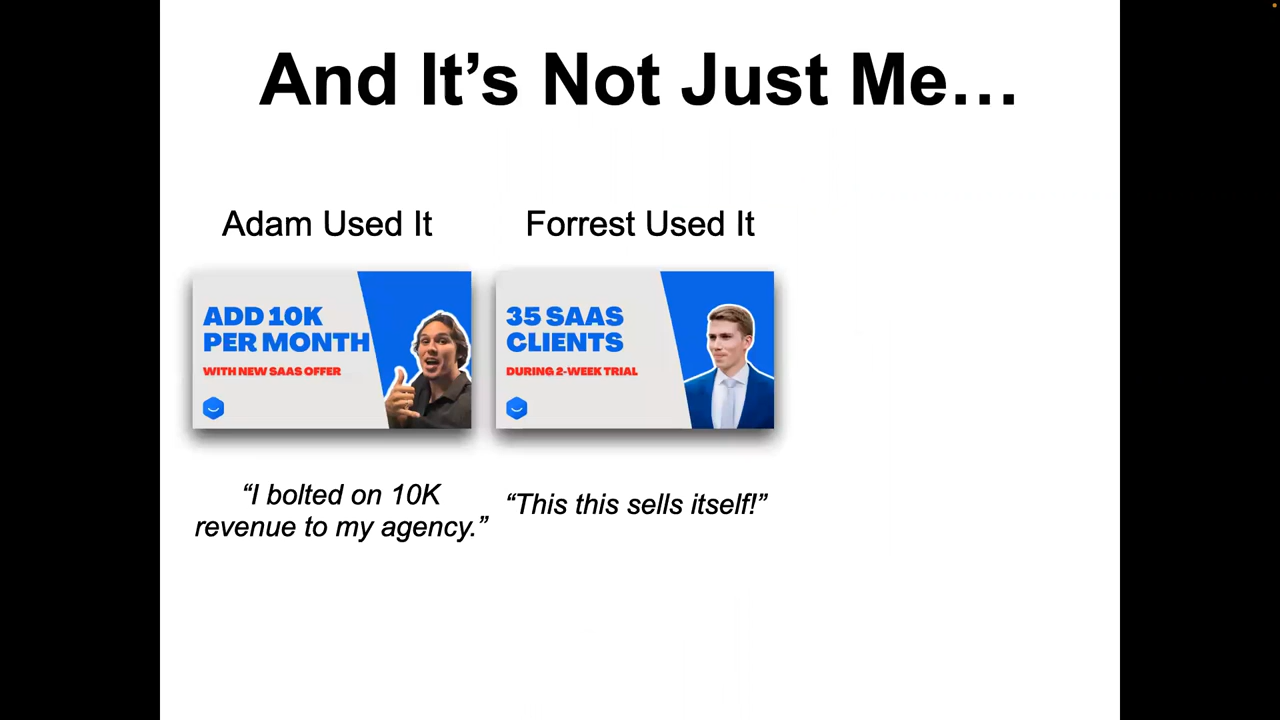 And It’s Not Just Me…
Adam Used It
Forrest Used It
ADD 10K
PER MONTH
WITH NEW SAAS OFFER
35 SAAS
CLIENTS
DURING 2-WEEK TRIAL
“I bolted on 10K
revenue to my agency.”
“This this sells itself!”